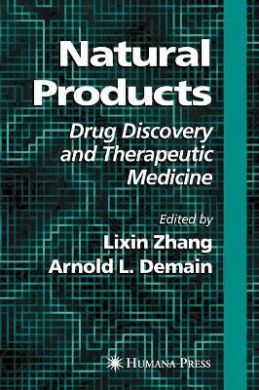 Natural
Products
Drug Discovery
and Therapeutic
Medicine
Edited by
Lixin Zhang
Arnold L. Demain
HUMANA PRESS